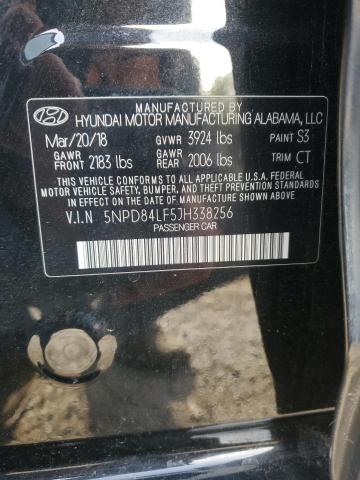 MANUFACTURED BY
HYUNDAI MOTOR MANUFACTURING ALABAMA, LLC
Mar/20/18 GVWR 3924 lbs PAINT S3
GAWR FRONT 2183 lbs GAWR REAR 2006 lbs TRIM CT
THIS VEHICLE CONFORMS TO ALL APPLICABLE U.S.A. FEDERAL
MOTOR VEHICLE SAFETY, BUMPER, AND THEFT PREVENTION
STANDARDS IN EFFECT ON THE DATE OF MANUFACTURE SHOWN ABOVE.
V.I.N 5NPD84LF5JH338256
PASSENGER CAR